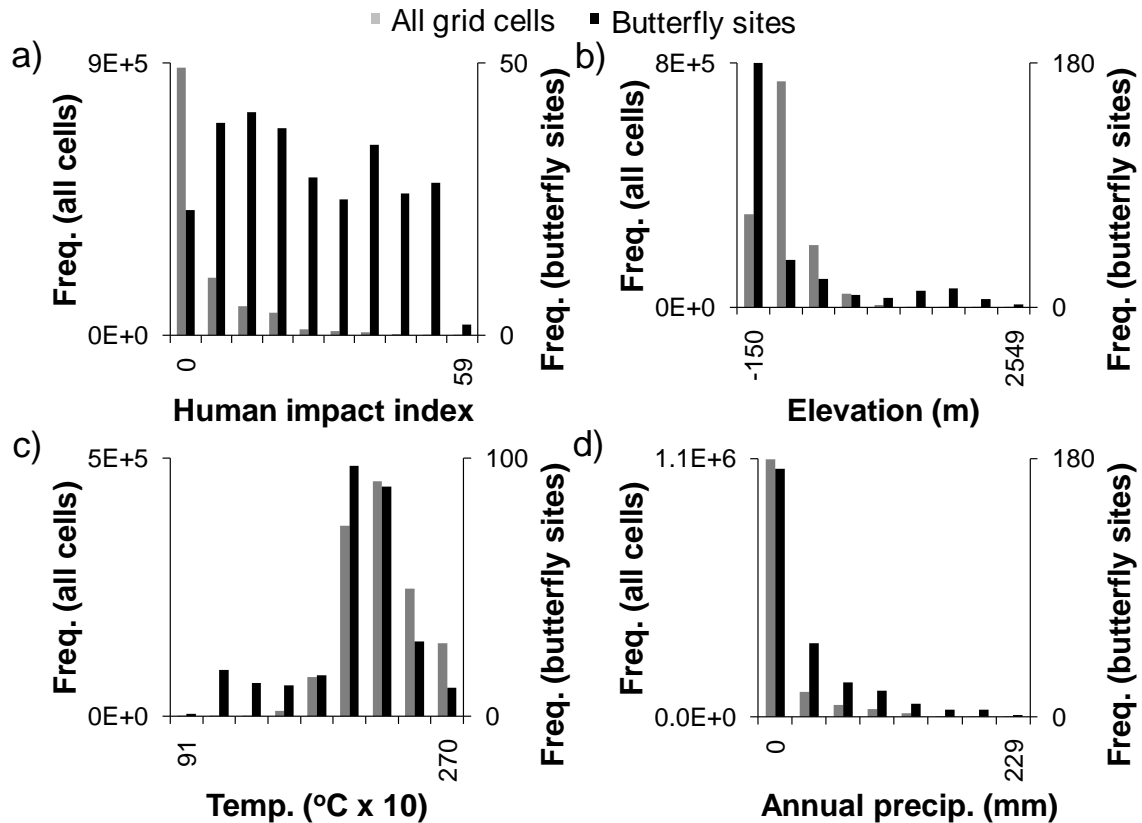 All grid cells Butterfly sites
a)
9E+5
0E+0
50
0
Freq. (all cells)
Freq. (butterfly sites)
0
59
Human impact index
b)
8E+5
0E+0
180
0
Freq. (all cells)
Freq. (butterfly sites)
-150
2549
Elevation (m)
c)
5E+5
0E+0
100
0
Freq. (all cells)
Freq. (butterfly sites)
91
270
Temp. (ºC x 10)
d)
1.1E+6
0.0E+0
180
0
Freq. (all cells)
Freq. (butterfly sites)
0
229
Annual precip. (mm)